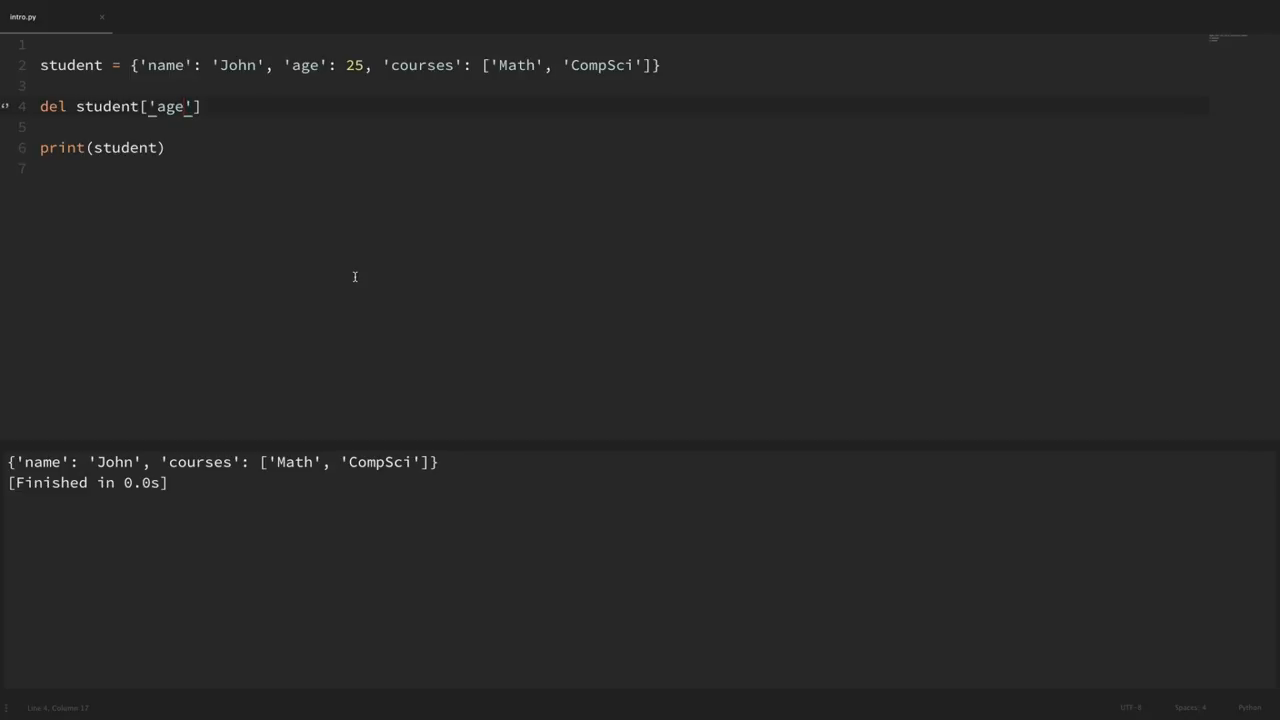 intro.py ×
1
2 student = {'name': 'John', 'age': 25, 'courses': ['Math', 'CompSci']}
3
4 del student['age']
5
6 print(student)
7
{'name': 'John', 'courses': ['Math', 'CompSci']}
[Finished in 0.0s]
Line 4, Column 17 UTF-8 Spaces: 4 Python